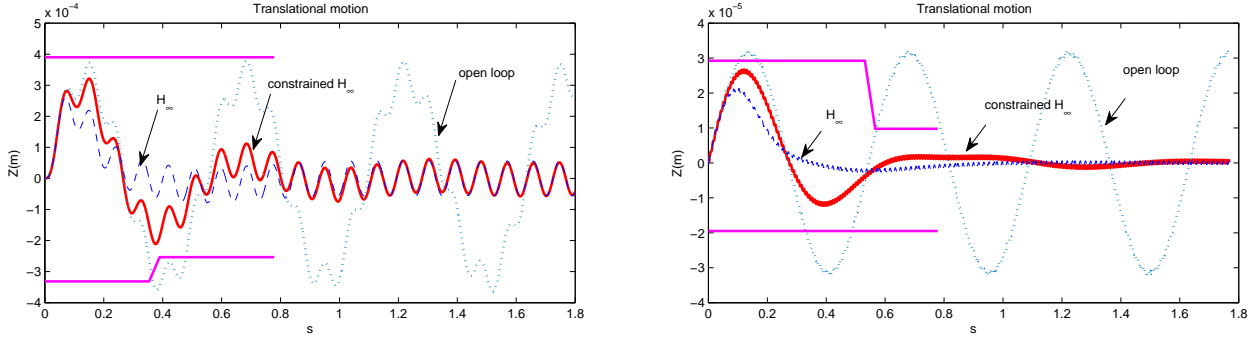 x 10⁻⁴
Translational motion
5
4
3
2
1
0
−1
−2
−3
−4
Z(m)
H∞
constrained H∞
open loop
0
0.2
0.4
0.6
0.8
1
1.2
1.4
1.6
1.8
s
x 10⁻⁵
Translational motion
4
3
2
1
0
−1
−2
−3
−4
Z(m)
open loop
H∞
constrained H∞
0
0.2
0.4
0.6
0.8
1
1.2
1.4
1.6
1.8
s